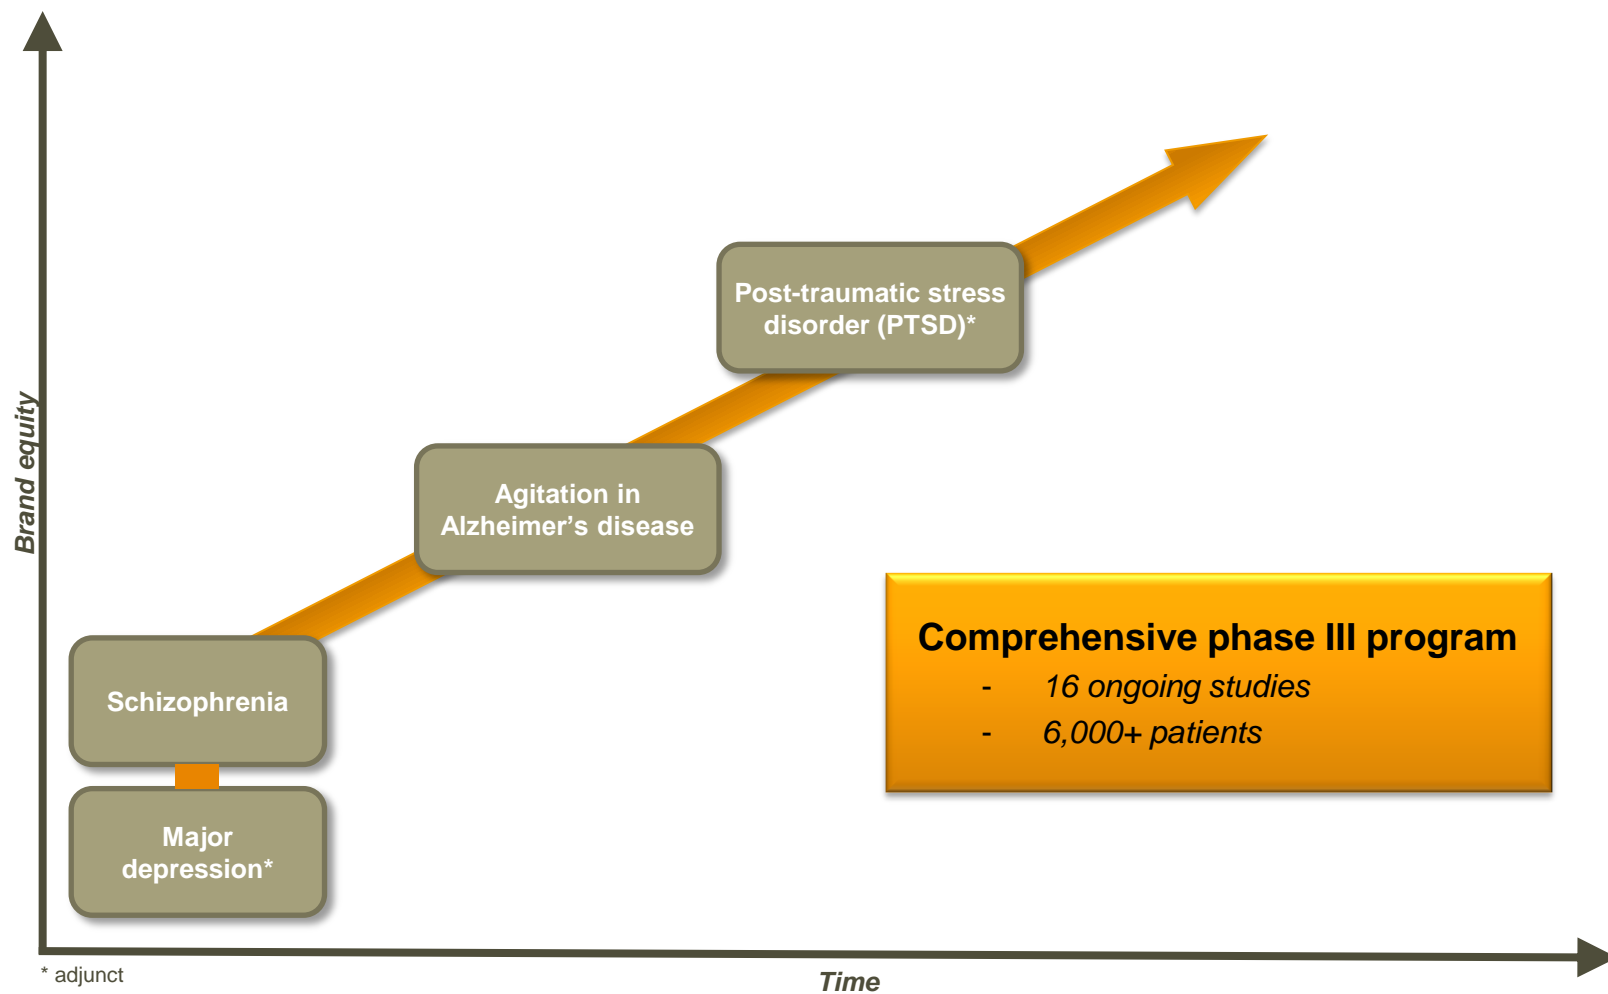 Brand equity
Post-traumatic stress
disorder (PTSD)*
Agitation in
Alzheimer’s disease
Schizophrenia
Major
depression*
Comprehensive phase III program
- 16 ongoing studies
- 6,000+ patients
* adjunct
Time